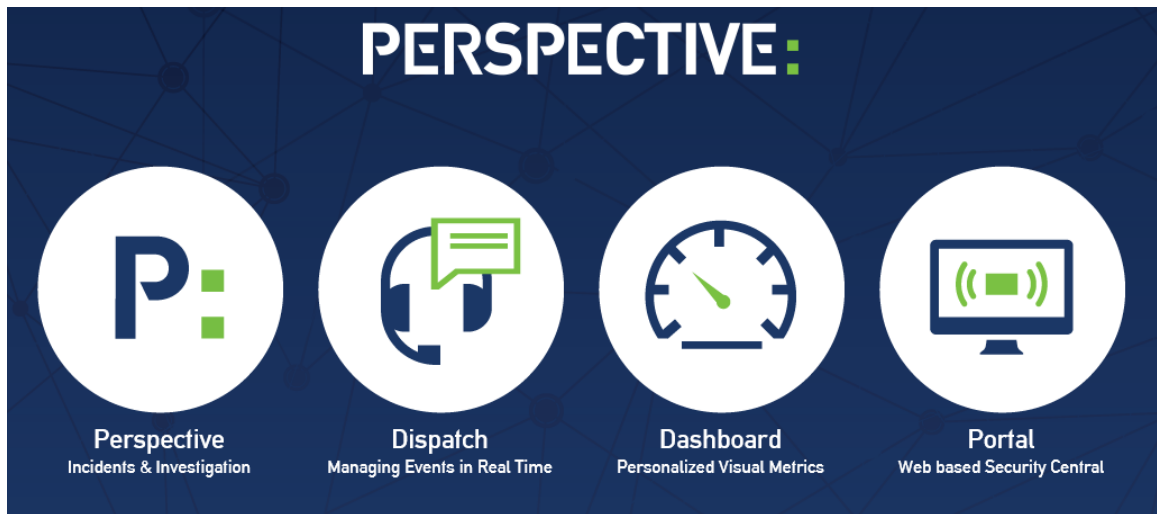 PERSPECTIVE:
P:
Perspective
Incidents & Investigation
Dispatch
Managing Events in Real Time
Dashboard
Personalized Visual Metrics
Portal
Web based Security Central